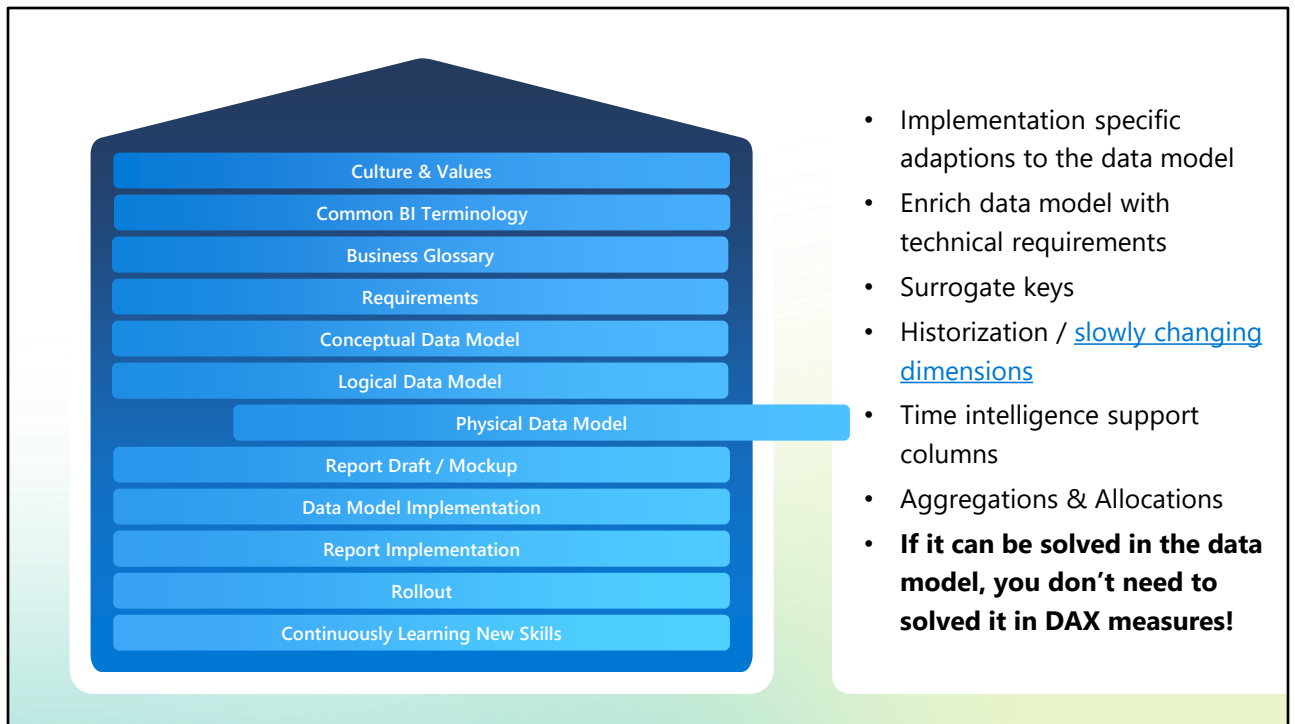 Culture & Values
Common BI Terminology
Business Glossary
Requirements
Conceptual Data Model
Logical Data Model
Physical Data Model
Report Draft / Mockup
Data Model Implementation
Report Implementation
Rollout
Continuously Learning New Skills
• Implementation specific
adaptions to the data model
• Enrich data model with
technical requirements
• Surrogate keys
• Historization / slowly changing
dimensions
• Time intelligence support
columns
• Aggregations & Allocations
• If it can be solved in the data
model, you don’t need to
solved it in DAX measures!